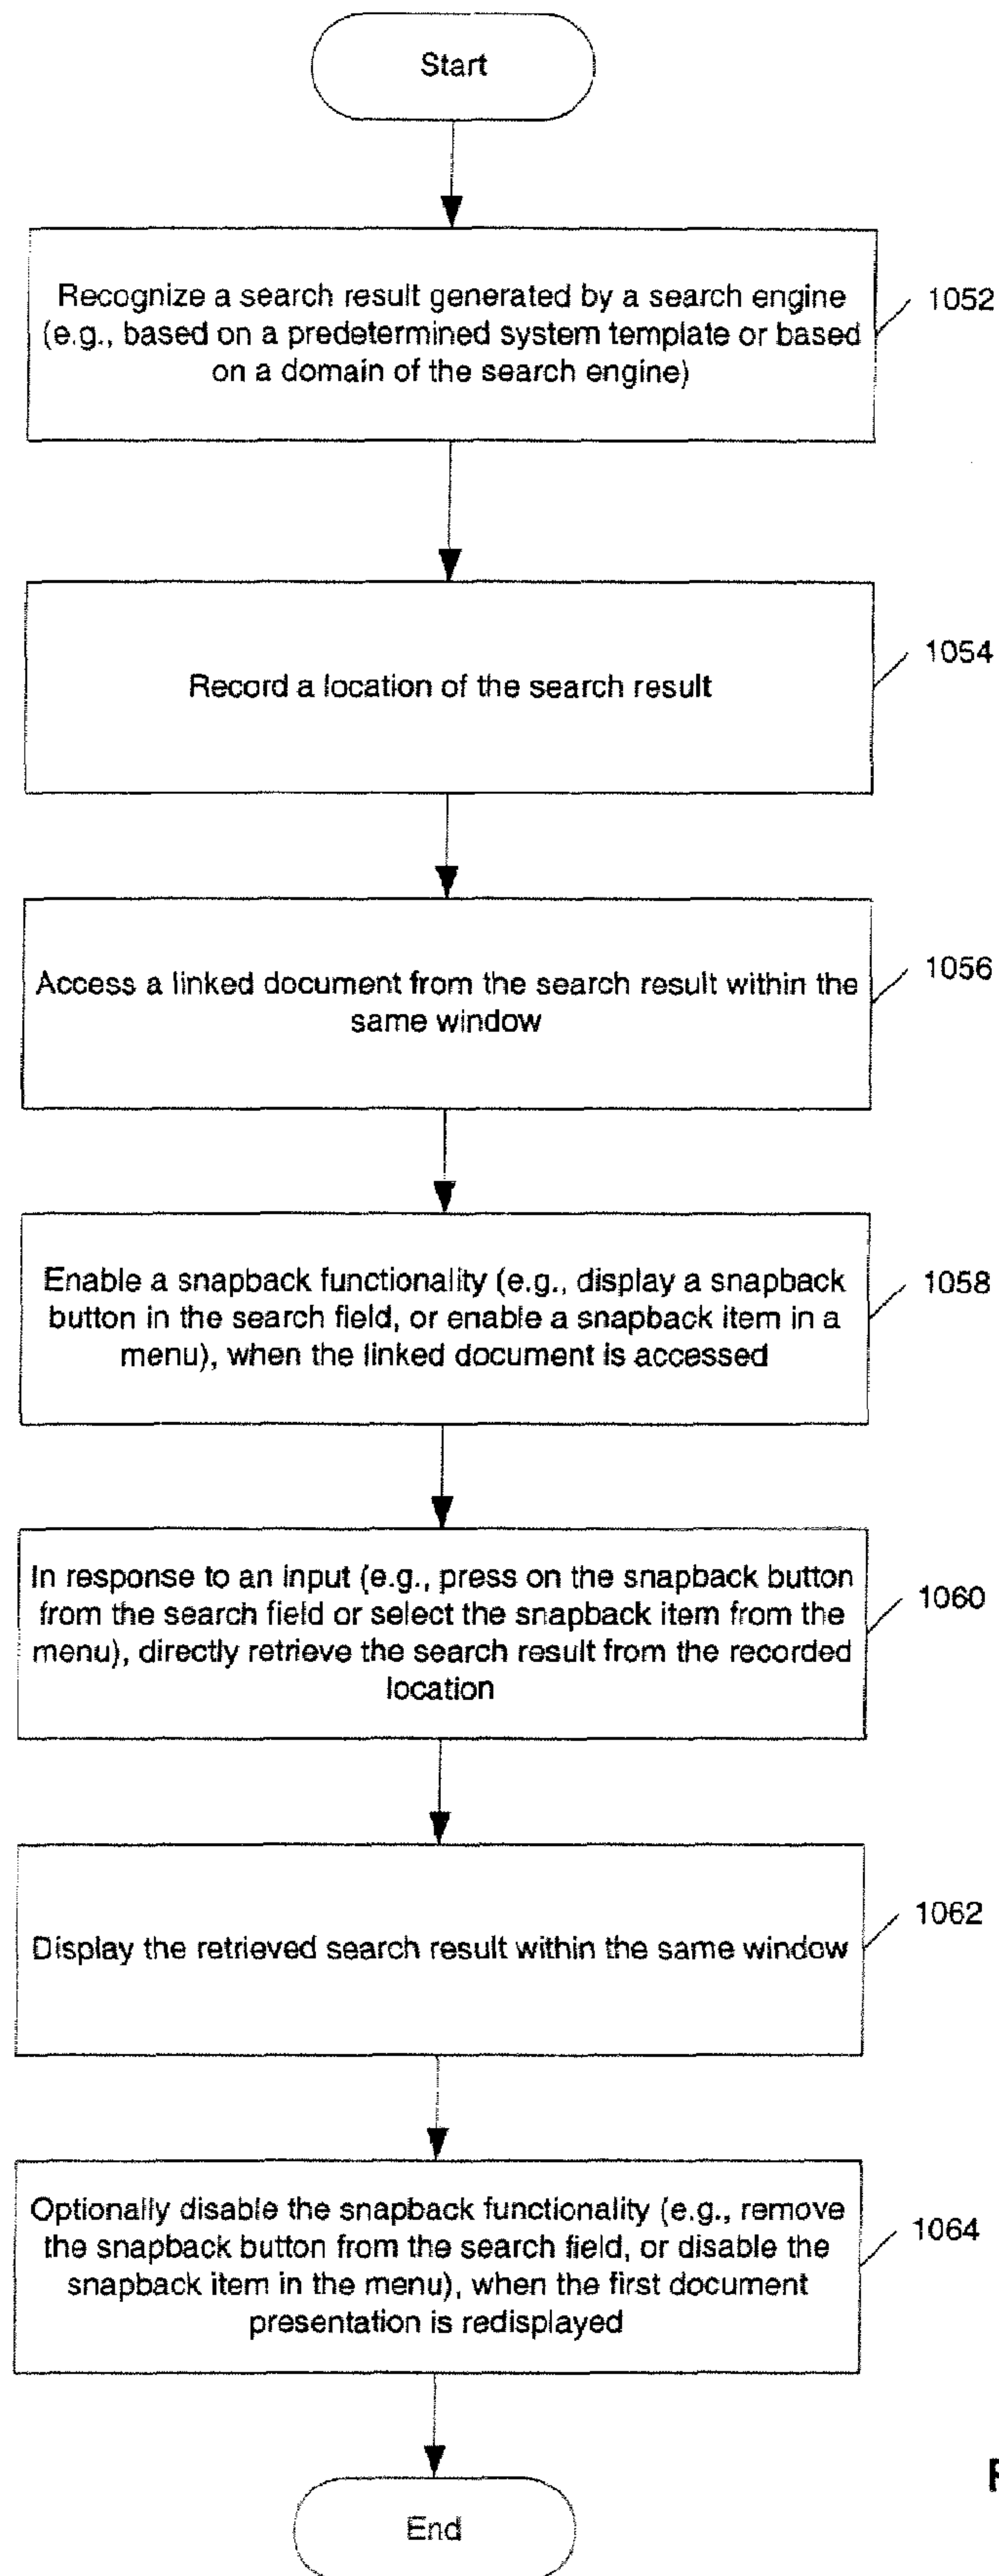 Start
Recognize a search result generated by a search engine
(e.g., based on a predetermined system template or based
on a domain of the search engine)
1052
Record a location of the search result
1054
Access a linked document from the search result within the
same window
1056
Enable a snapback functionality (e.g., display a snapback
button in the search field, or enable a snapback item in a
menu), when the linked document is accessed
1058
In response to an input (e.g., press on the snapback button
from the search field or select the snapback item from the
menu), directly retrieve the search result from the recorded
location
1060
Display the retrieved search result within the same window
1062
Optionally disable the snapback functionality (e.g., remove
the snapback button from the search field, or disable the
snapback item in the menu), when the first document
presentation is redisplayed
1064
End